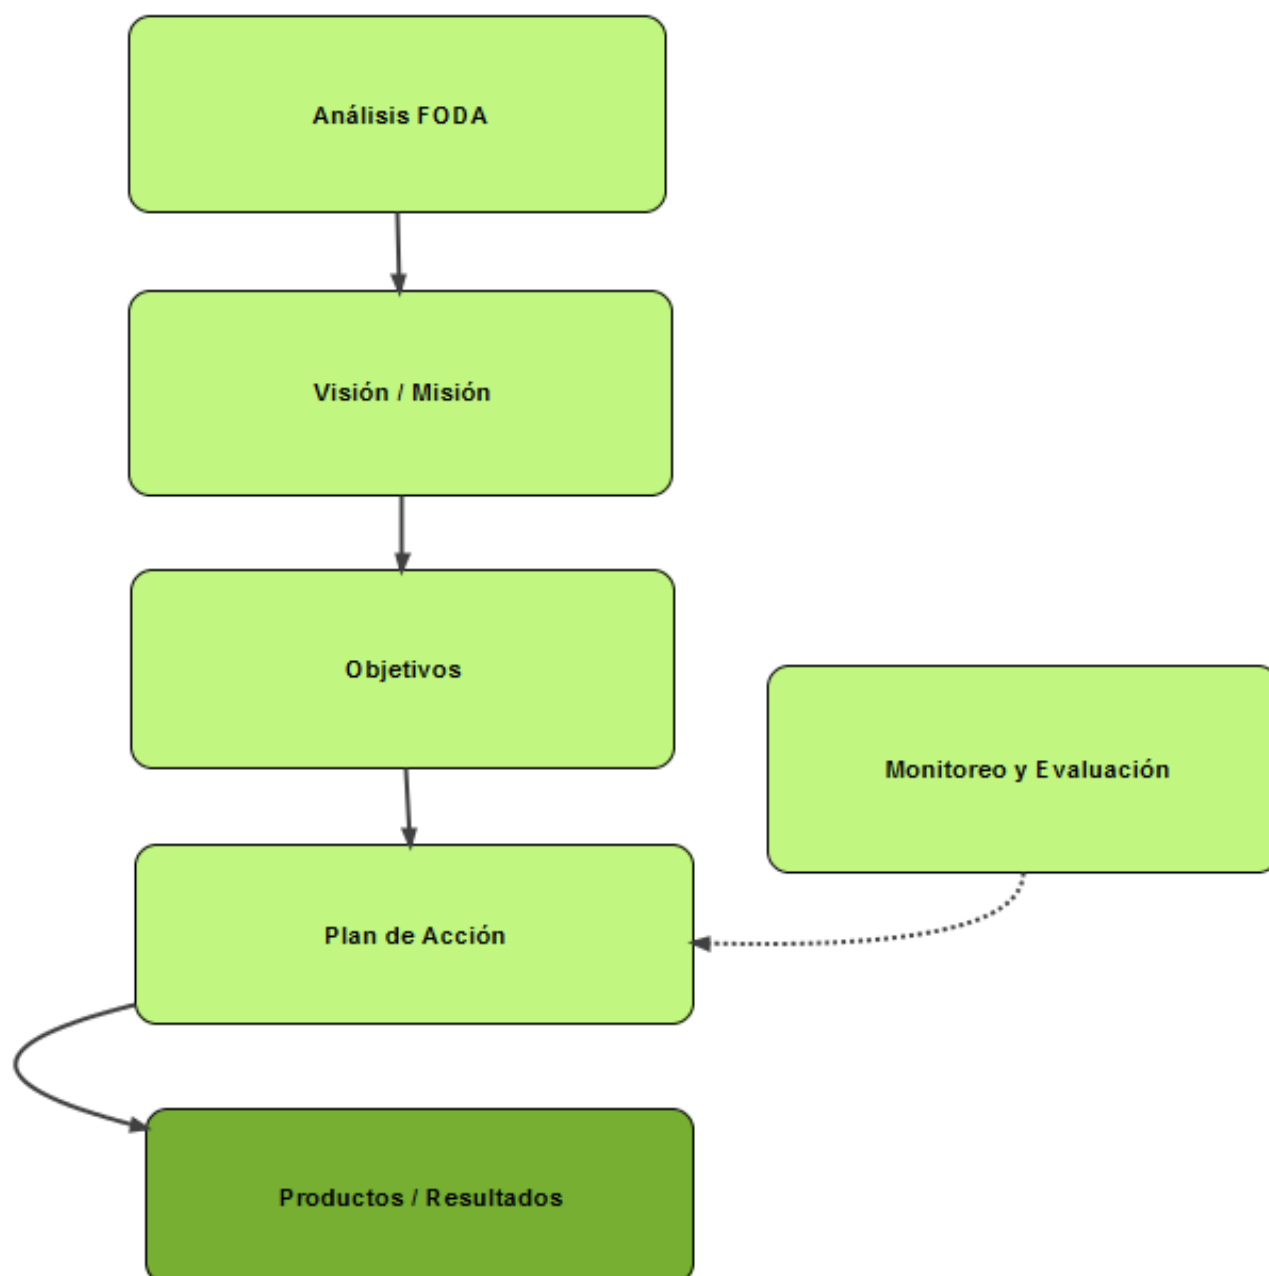 Análisis FODA
Visión / Misión
Objetivos
Monitoreo y Evaluación
Plan de Acción
Productos / Resultados